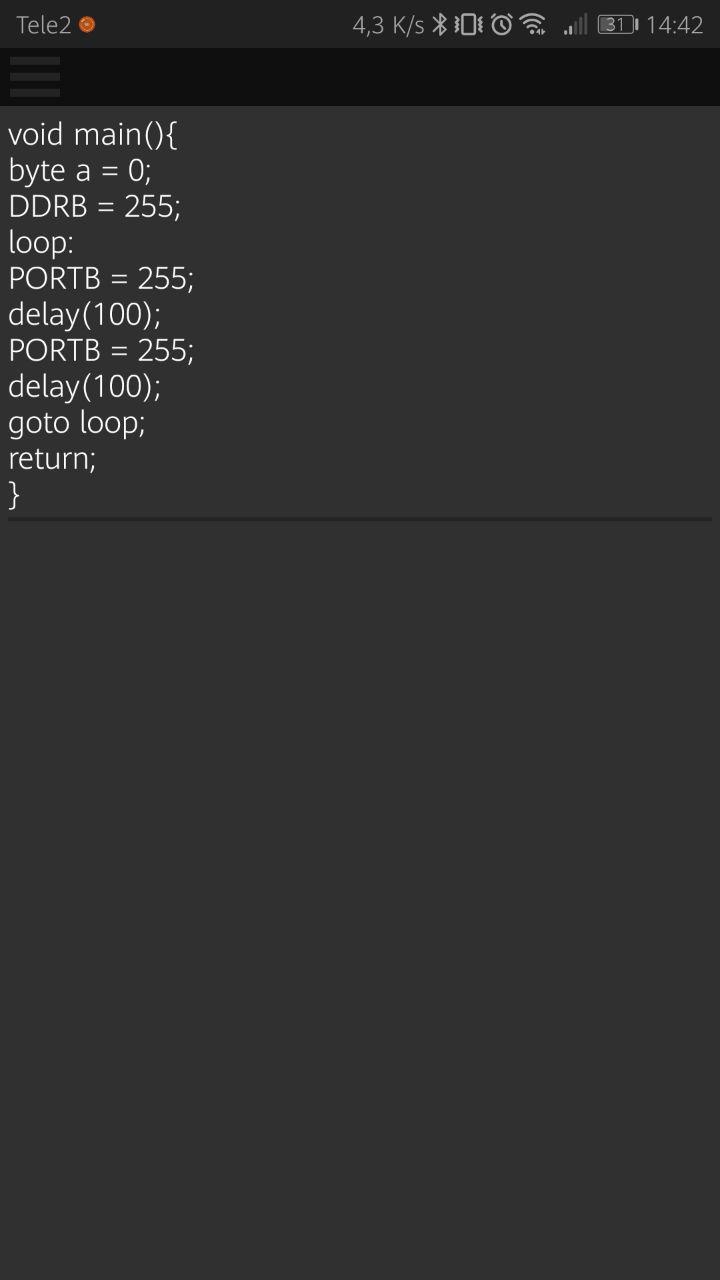 Tele2 4,3 K/s 31 14:42
void main(){
byte a = 0;
DDRB = 255;
loop:
PORTB = 255;
delay(100);
PORTB = 255;
delay(100);
goto loop;
return;
}